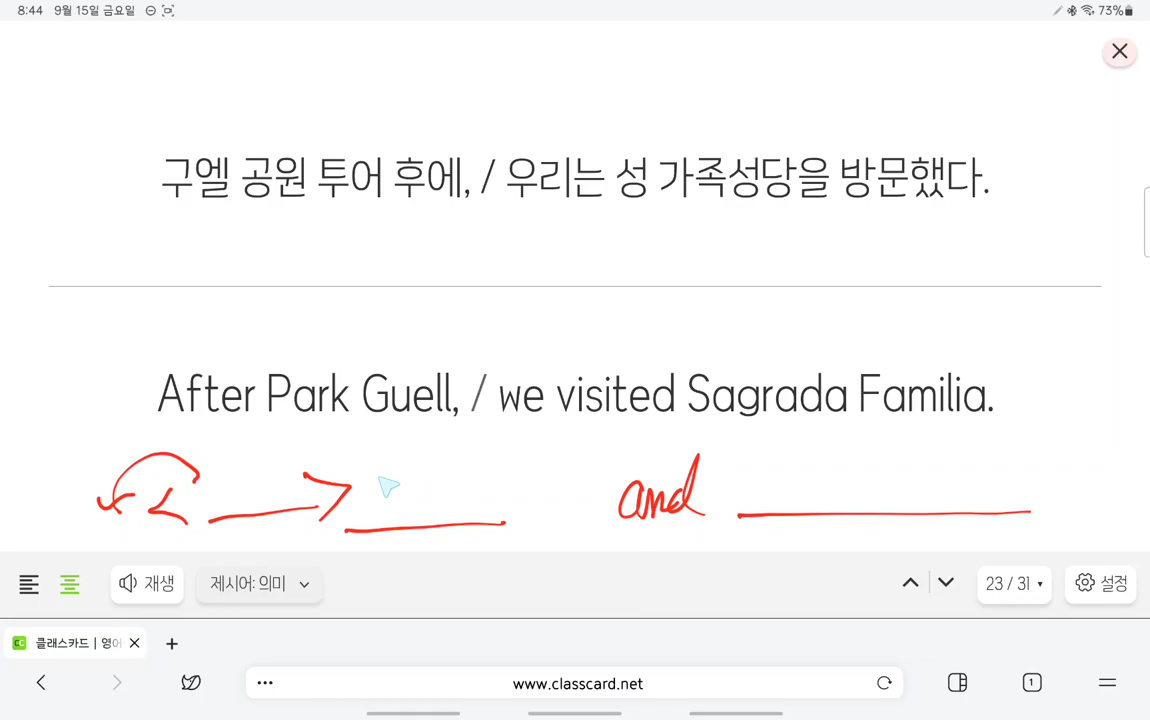 8:44 9월 15일 금요일 73%
구엘 공원 투어 후에, / 우리는 성 가족성당을 방문했다.
After Park Guell, / we visited Sagrada Familia.
and
재생 제시어: 의미 23 / 31 설정
클래스카드 | 영어
www.classcard.net
1